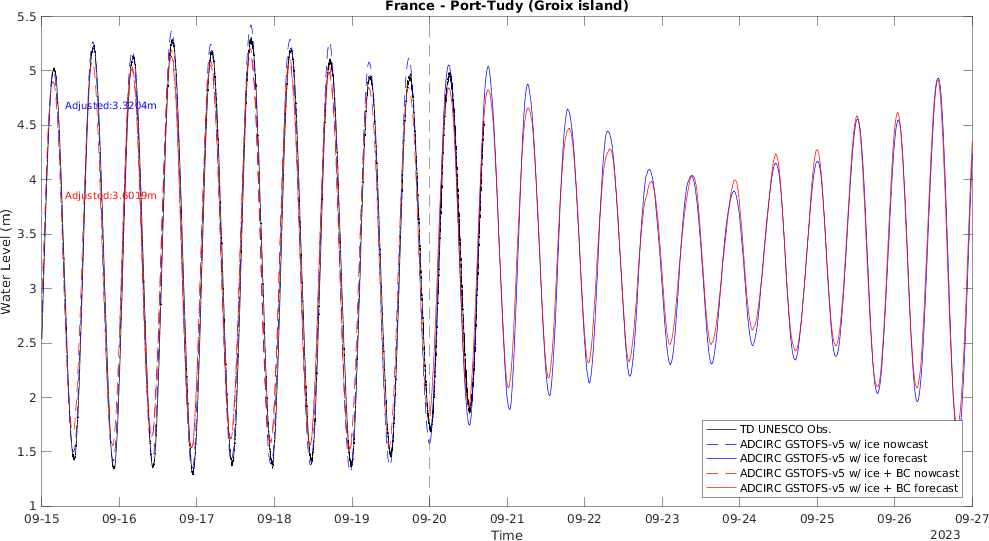 France - Port-Tudy (Groix island)
5.5
5
4.5
4
3.5
3
2.5
2
1.5
1
Water Level (m)
Adjusted:3.3204m
Adjusted:3.6019m
TD UNESCO Obs.
ADCIRC GSTOFS-v5 w/ ice nowcast
ADCIRC GSTOFS-v5 w/ ice forecast
ADCIRC GSTOFS-v5 w/ ice + BC nowcast
ADCIRC GSTOFS-v5 w/ ice + BC forecast
09-15 09-16 09-17 09-18 09-19 09-20 09-21 09-22 09-23 09-24 09-25 09-26 09-27
Time
2023